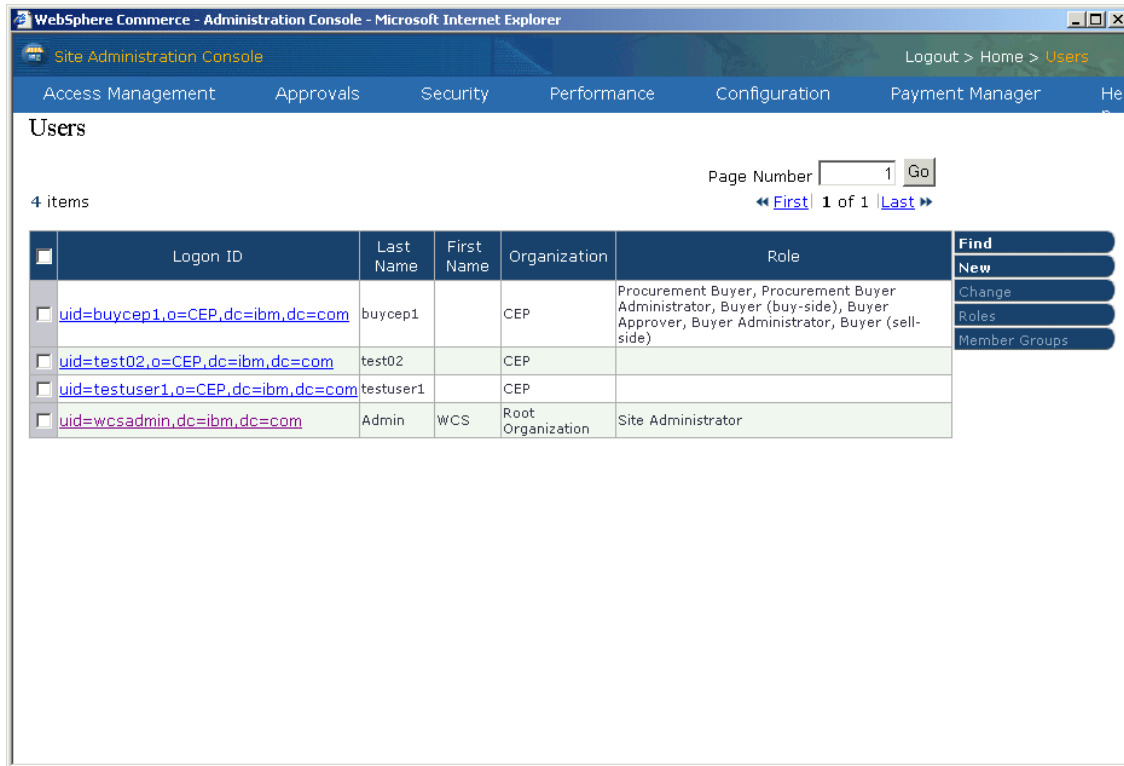 WebSphere Commerce - Administration Console - Microsoft Internet Explorer
Site Administration Console
Logout > Home > Users
Access Management Approvals Security Performance Configuration Payment Manager
Users
Page Number 1 Go
4 items
First 1 of 1 Last
Logon ID Last Name First Name Organization Role
Find
New
Change
Roles
Member Groups
uid=buycep1,o=CEP,dc=ibm,dc=com buycep1 CEP
Procurement Buyer, Procurement Buyer
Administrator, Buyer (buy-side), Buyer
Approver, Buyer Administrator, Buyer (sell-
side)
uid=test02,o=CEP,dc=ibm,dc=com test02 CEP
uid=testuser1,o=CEP,dc=ibm,dc=com testuser1 CEP
uid=wcsadmin,dc=ibm,dc=com Admin WCS Root Organization Site Administrator